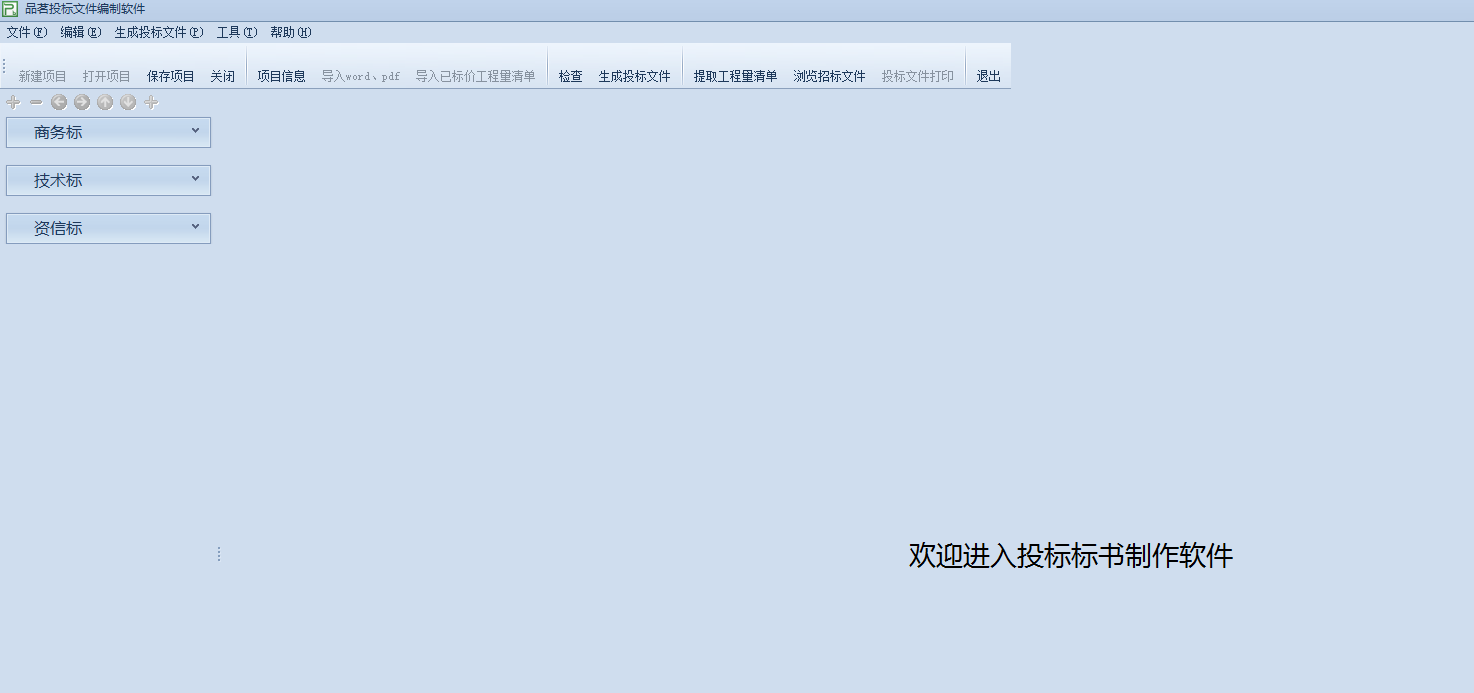 品茗投标文件编制软件
文件(F) 编辑(E) 生成投标文件(P) 工具(T) 帮助(H)
新建项目 打开项目 保存项目 关闭 项目信息 导入word、pdf 导入已标价工程量清单 检查 生成投标文件 提取工程量清单 浏览招标文件 投标文件打印 退出
商务标
技术标
资信标
欢迎进入投标标书制作软件